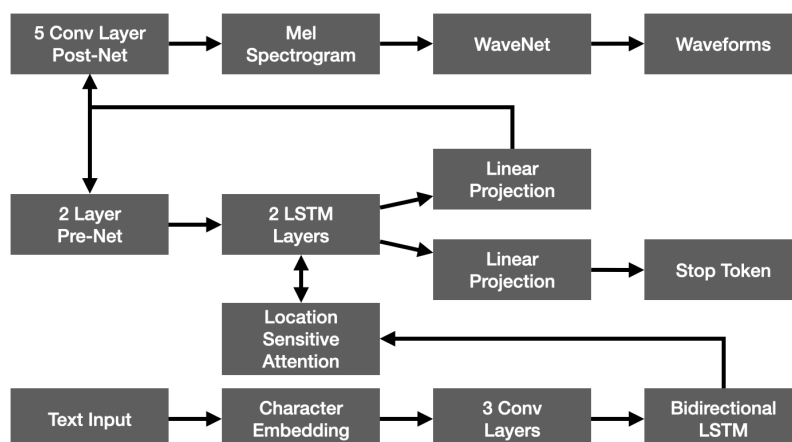 5 Conv Layer
Post-Net
Mel
Spectrogram
WaveNet
Waveforms
Linear
Projection
2 Layer
Pre-Net
2 LSTM
Layers
Linear
Projection
Stop Token
Location
Sensitive
Attention
Text Input
Character
Embedding
3 Conv
Layers
Bidirectional
LSTM